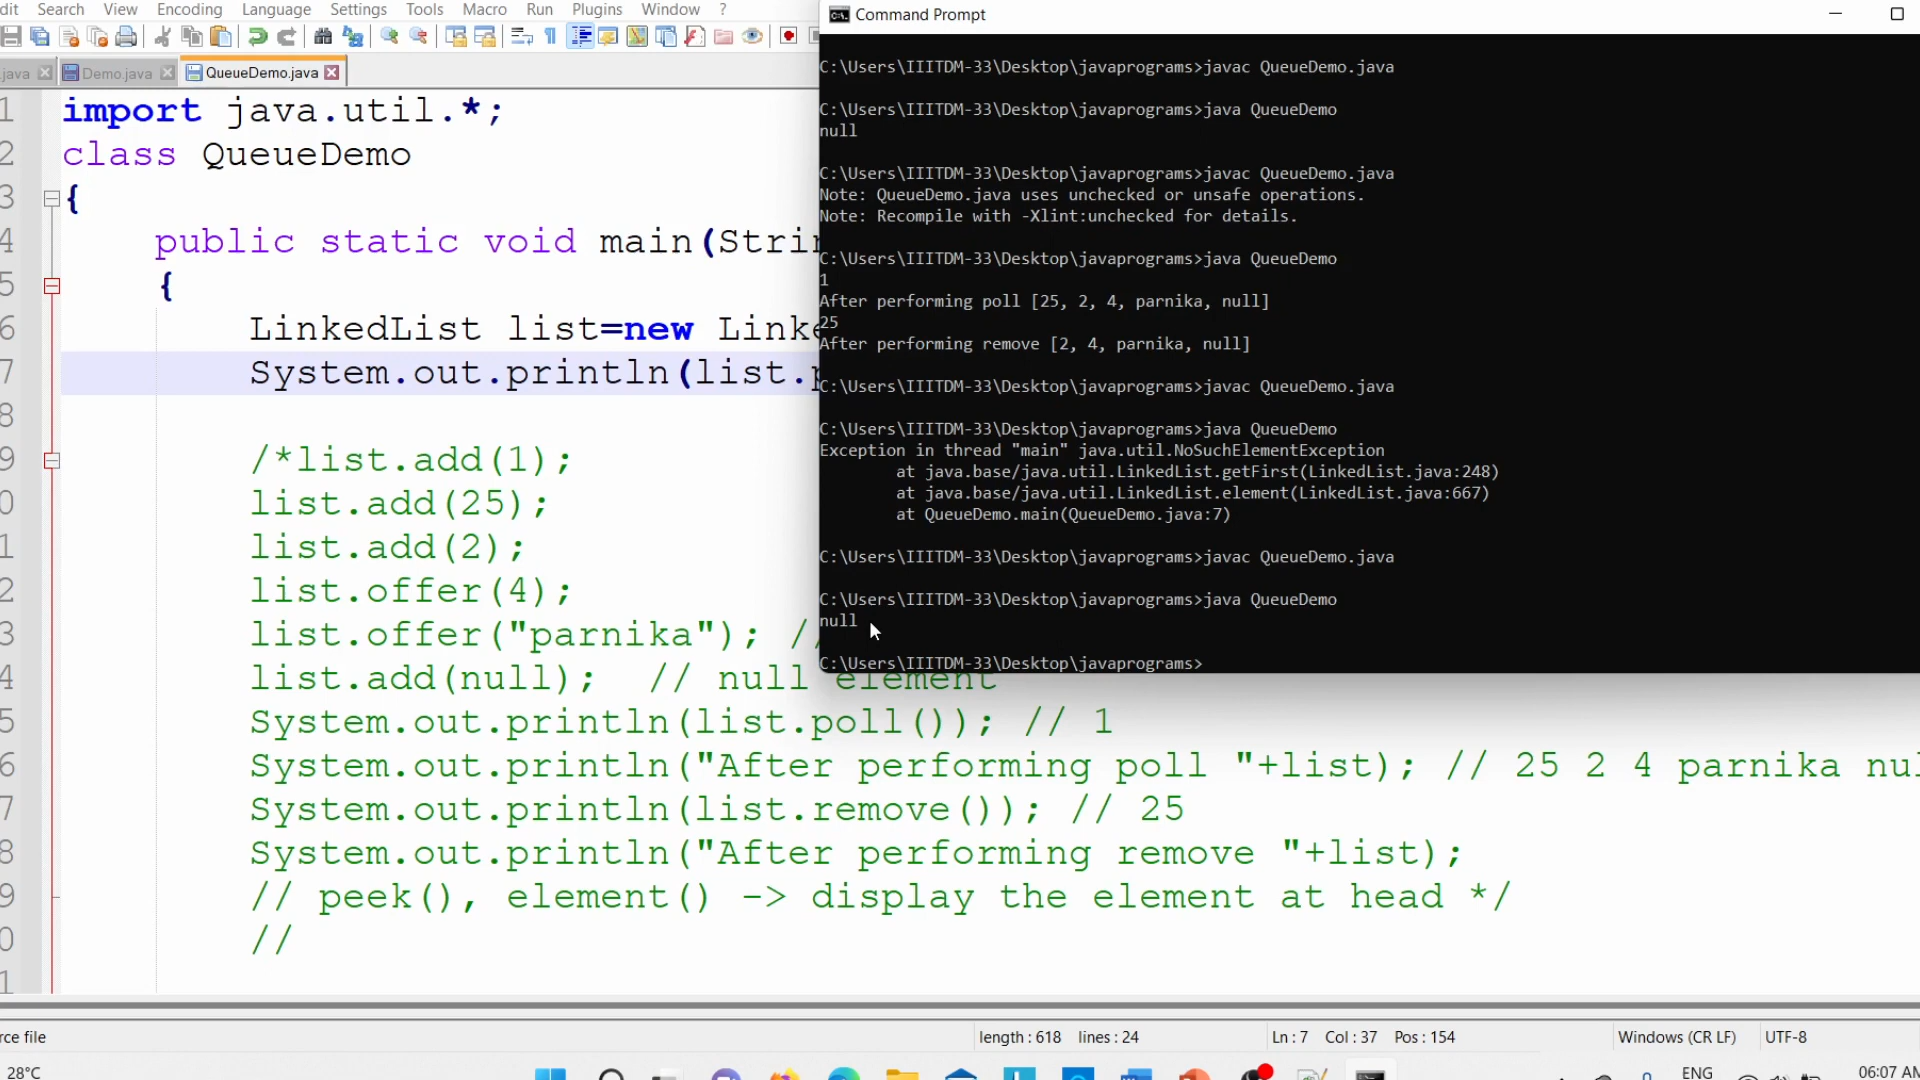 dit Search View Encoding Language Settings Tools Macro Run Plugins Window ?
.java Demo.java QueueDemo.java
1 import java.util.*;
2 class QueueDemo
3 {
4 public static void main(Strin
5 {
6 LinkedList list=new Linke
7 System.out.println(list.p
8
9 /*list.add(1);
0 list.add(25);
1 list.add(2);
2 list.offer(4);
3 list.offer("parnika"); //
4 list.add(null); // null element
5 System.out.println(list.poll()); // 1
6 System.out.println("After performing poll "+list); // 25 2 4 parnika nul
7 System.out.println(list.remove()); // 25
8 System.out.println("After performing remove "+list);
9 // peek(), element() -> display the element at head */
0 //
1
Command Prompt
C:\Users\IIITDM-33\Desktop\javaprograms>javac QueueDemo.java
C:\Users\IIITDM-33\Desktop\javaprograms>java QueueDemo
null
C:\Users\IIITDM-33\Desktop\javaprograms>javac QueueDemo.java
Note: QueueDemo.java uses unchecked or unsafe operations.
Note: Recompile with -Xlint:unchecked for details.
C:\Users\IIITDM-33\Desktop\javaprograms>java QueueDemo
1
After performing poll [25, 2, 4, parnika, null]
25
After performing remove [2, 4, parnika, null]
C:\Users\IIITDM-33\Desktop\javaprograms>javac QueueDemo.java
C:\Users\IIITDM-33\Desktop\javaprograms>java QueueDemo
Exception in thread "main" java.util.NoSuchElementException
at java.base/java.util.LinkedList.getFirst(LinkedList.java:248)
at java.base/java.util.LinkedList.element(LinkedList.java:667)
at QueueDemo.main(QueueDemo.java:7)
C:\Users\IIITDM-33\Desktop\javaprograms>javac QueueDemo.java
C:\Users\IIITDM-33\Desktop\javaprograms>java QueueDemo
null
C:\Users\IIITDM-33\Desktop\javaprograms>
rce file length : 618 lines : 24 Ln : 7 Col : 37 Pos : 154 Windows (CR LF) UTF-8
28°C ENG 06:07 AM